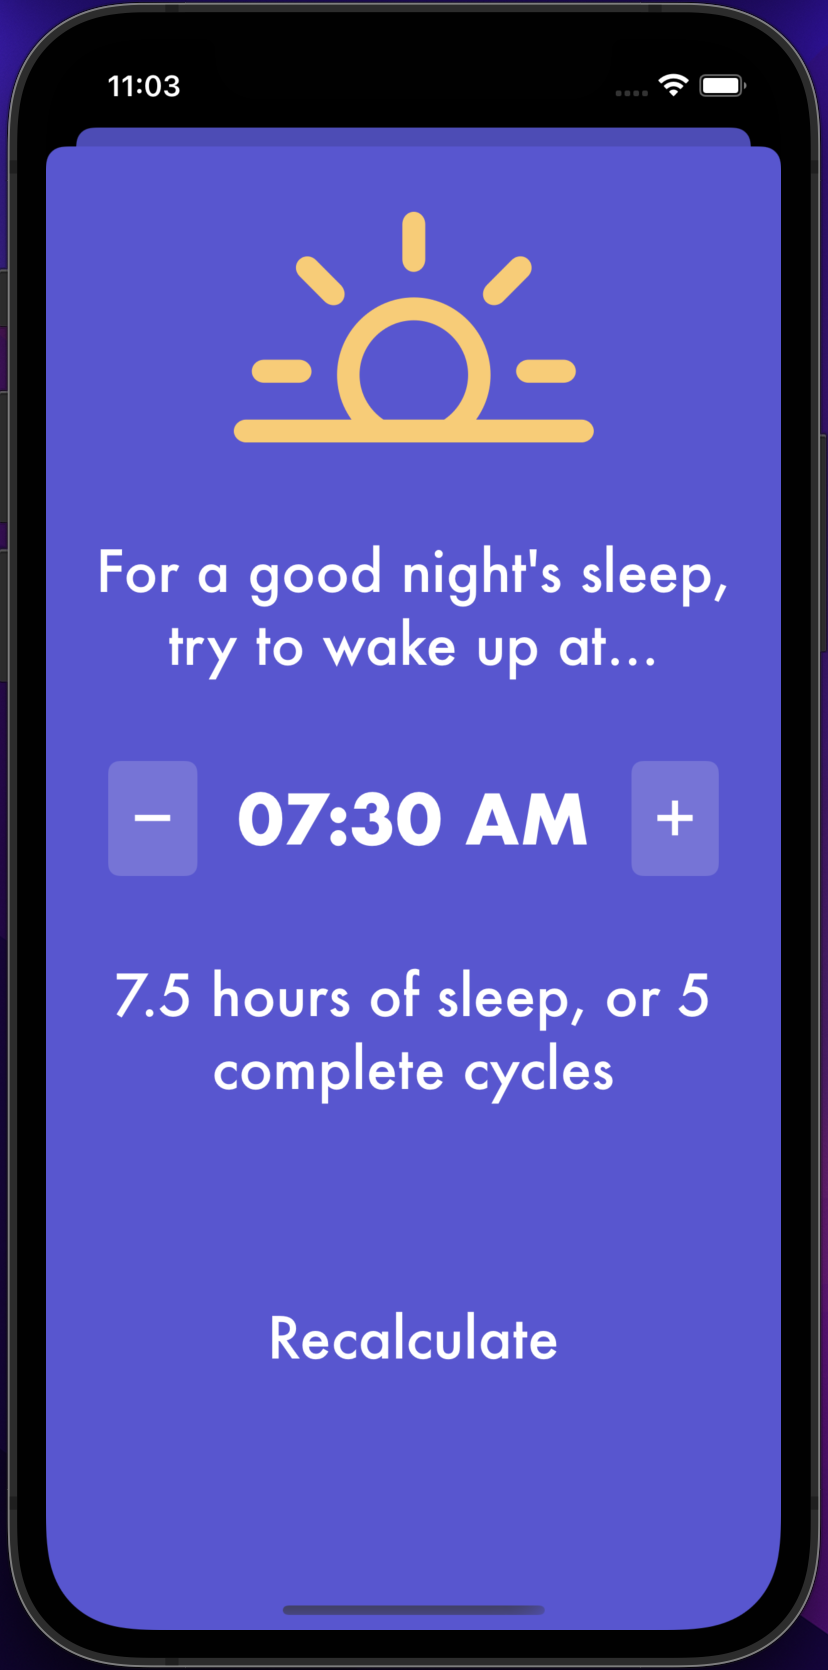 11:03
For a good night's sleep,
try to wake up at...
− 07:30 AM +
7.5 hours of sleep, or 5
complete cycles
Recalculate